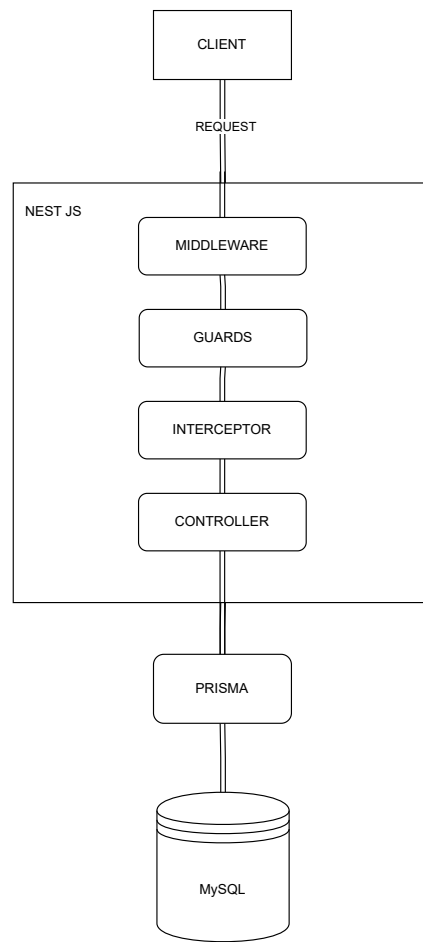 CLIENT
REQUEST
NEST JS
MIDDLEWARE
GUARDS
INTERCEPTOR
CONTROLLER
PRISMA
MySQL